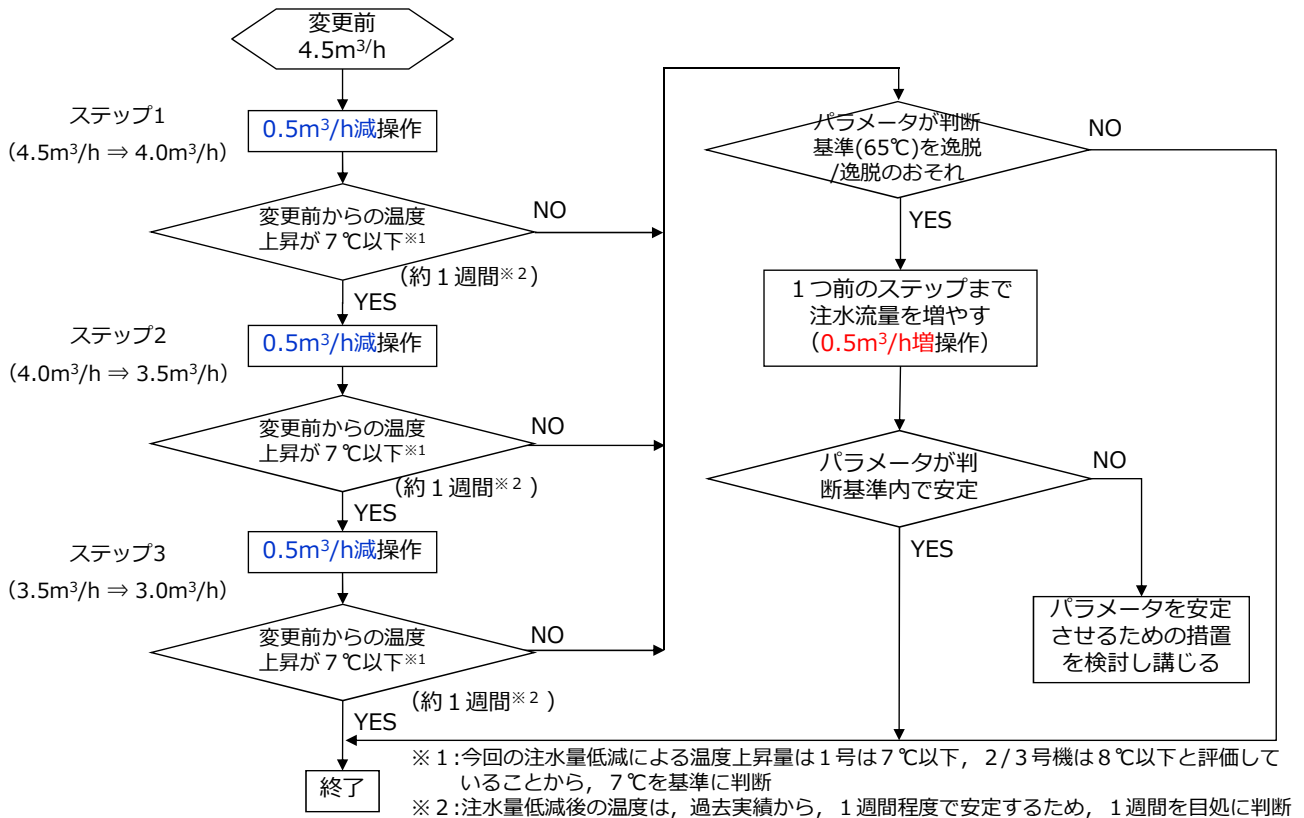 変更前
4.5m³/h
ステップ1
(4.5m³/h ⇒ 4.0m³/h)
0.5m³/h減操作
変更前からの温度
上昇が７℃以下※1
NO
(約１週間※２)
YES
ステップ2
(4.0m³/h ⇒ 3.5m³/h)
0.5m³/h減操作
変更前からの温度
上昇が７℃以下※1
NO
(約１週間※２)
YES
ステップ3
(3.5m³/h ⇒ 3.0m³/h)
0.5m³/h減操作
変更前からの温度
上昇が７℃以下※1
NO
(約１週間※２)
YES
終了
パラメータが判断
基準(65℃)を逸脱
/逸脱のおそれ
NO
YES
１つ前のステップまで
注水流量を増やす
(0.5m³/h増操作)
パラメータが判
断基準内で安定
NO
YES
パラメータを安定
させるための措置
を検討し講じる
※１:今回の注水量低減による温度上昇量は１号は７℃以下，２/３号機は８℃以下と評価して
いることから，７℃を基準に判断
※２:注水量低減後の温度は，過去実績から，１週間程度で安定するため，１週間を目処に判断